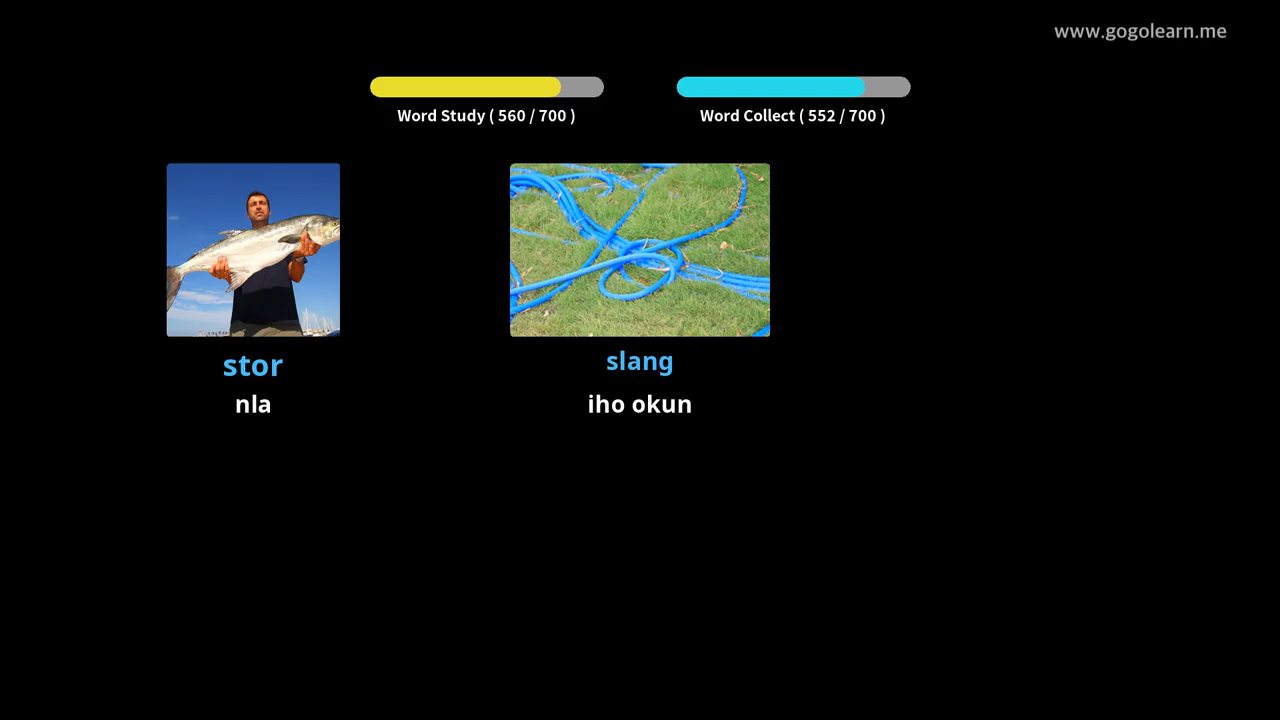 www.gogolearn.me
Word Study ( 560 / 700 )
Word Collect ( 552 / 700 )
stor
slang
nla
iho okun